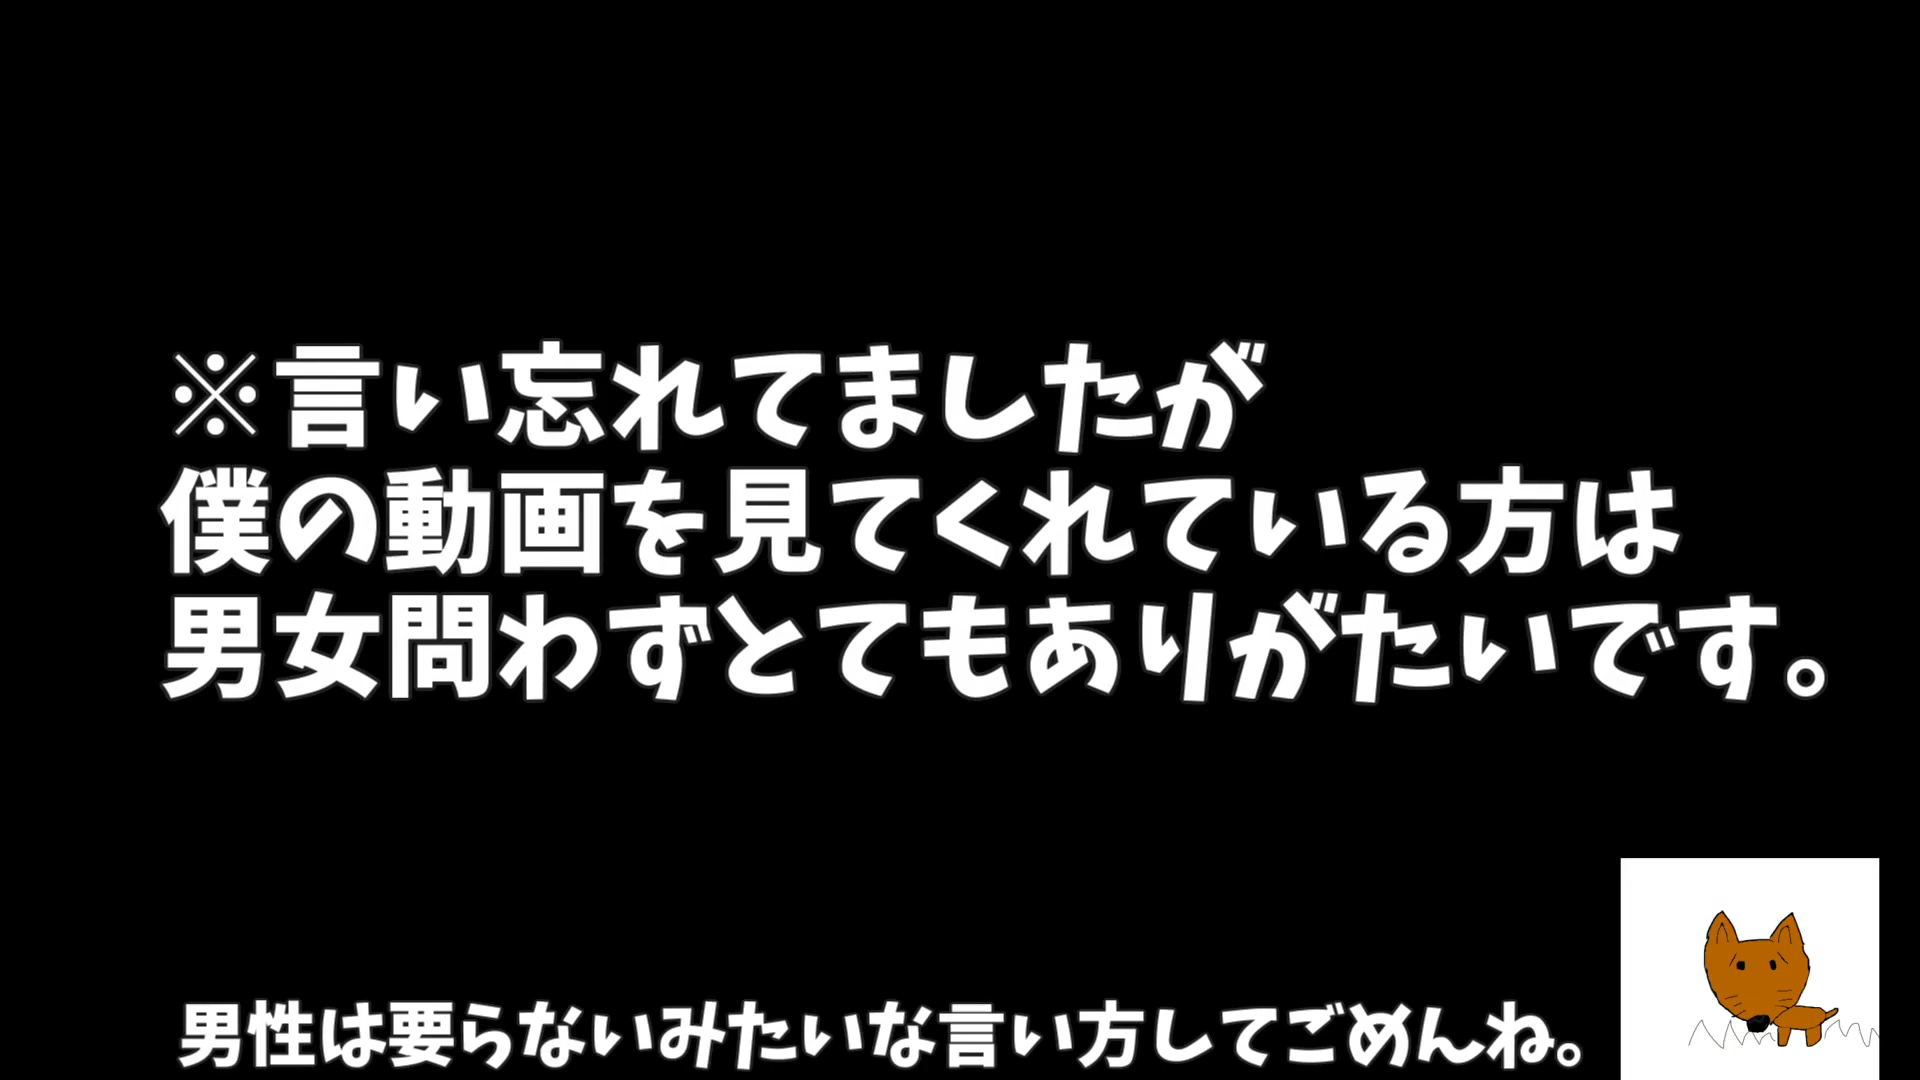 ※言い忘れてましたが
僕の動画を見てくれている方は
男女問わずとてもありがたいです。
男性は要らないみたいな言い方してごめんね。